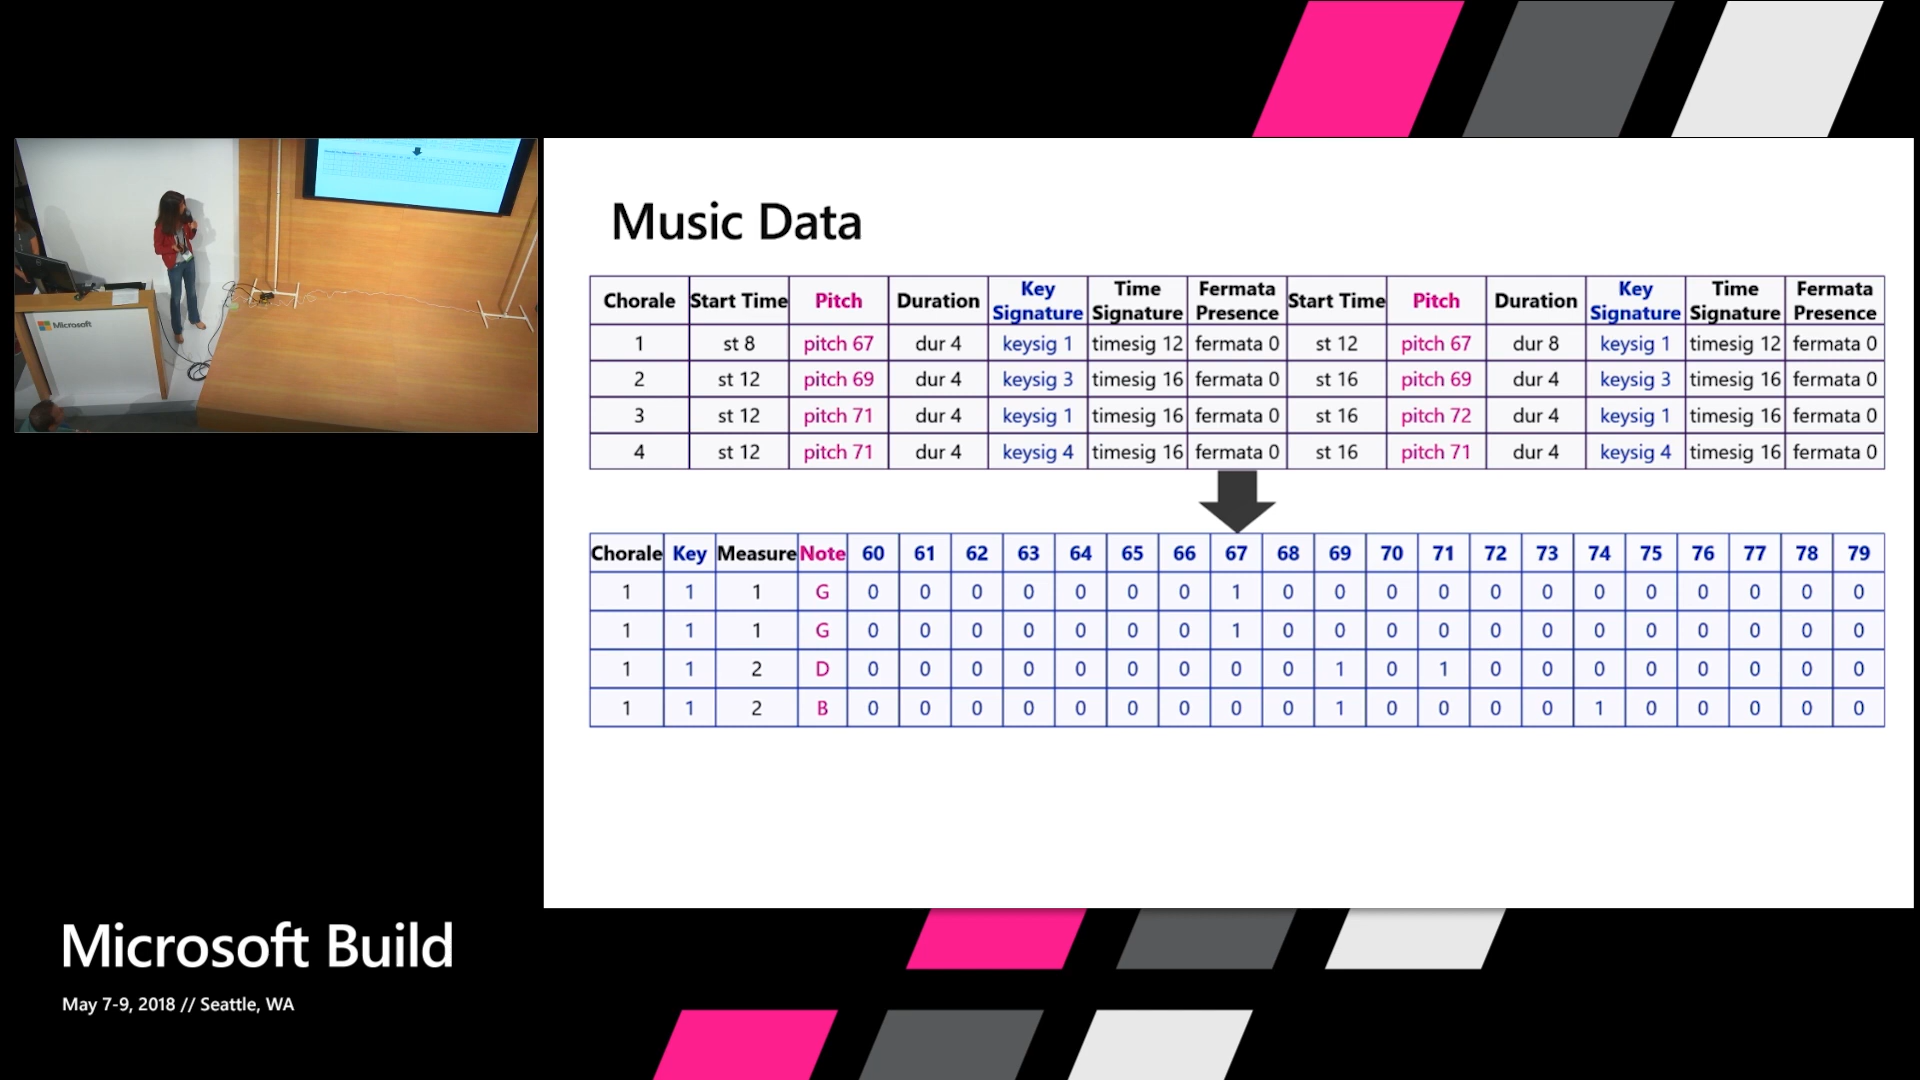 Music Data
Chorale Start Time Pitch Duration Key Signature Time Signature Fermata Presence Start Time Pitch Duration Key Signature Time Signature Fermata Presence
1 st 8 pitch 67 dur 4 keysig 1 timesig 12 fermata 0 st 12 pitch 67 dur 8 keysig 1 timesig 12 fermata 0
2 st 12 pitch 69 dur 4 keysig 3 timesig 16 fermata 0 st 16 pitch 69 dur 4 keysig 3 timesig 16 fermata 0
3 st 12 pitch 71 dur 4 keysig 1 timesig 16 fermata 0 st 16 pitch 72 dur 4 keysig 1 timesig 16 fermata 0
4 st 12 pitch 71 dur 4 keysig 4 timesig 16 fermata 0 st 16 pitch 71 dur 4 keysig 4 timesig 16 fermata 0
Chorale Key Measure Note 60 61 62 63 64 65 66 67 68 69 70 71 72 73 74 75 76 77 78 79
1 1 1 G 0 0 0 0 0 0 0 1 0 0 0 0 0 0 0 0 0 0 0 0
1 1 1 G 0 0 0 0 0 0 0 1 0 0 0 0 0 0 0 0 0 0 0 0
1 1 2 D 0 0 0 0 0 0 0 0 0 1 0 1 0 0 0 0 0 0 0 0
1 1 2 B 0 0 0 0 0 0 0 0 0 1 0 0 0 0 1 0 0 0 0 0
Microsoft
Microsoft Build
May 7-9, 2018 // Seattle, WA